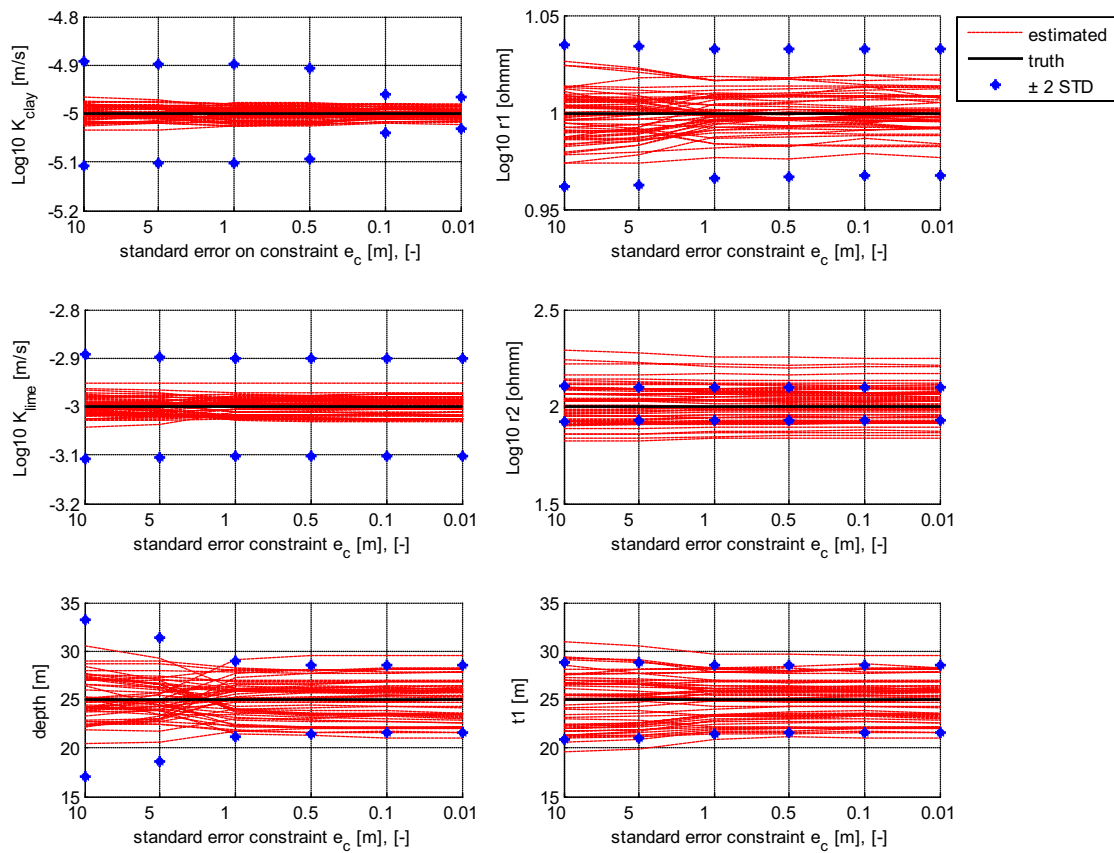 -4.8
-4.9
-5
-5.1
-5.2
Log10 K_clay [m/s]
10 5 1 0.5 0.1 0.01
standard error on constraint e_c [m], [-]
1.05
1
0.95
Log10 r1 [ohmm]
10 5 1 0.5 0.1 0.01
standard error on constraint e_c [m], [-]
estimated
truth
± 2 STD
-2.8
-2.9
-3
-3.1
-3.2
Log10 K_lime [m/s]
10 5 1 0.5 0.1 0.01
standard error constraint e_c [m], [-]
2.5
2
1.5
Log10 r2 [ohmm]
10 5 1 0.5 0.1 0.01
standard error constraint e_c [m], [-]
35
30
25
20
15
depth [m]
10 5 1 0.5 0.1 0.01
standard error constraint e_c [m], [-]
35
30
25
20
15
t1 [m]
10 5 1 0.5 0.1 0.01
standard error constraint e_c [m], [-]